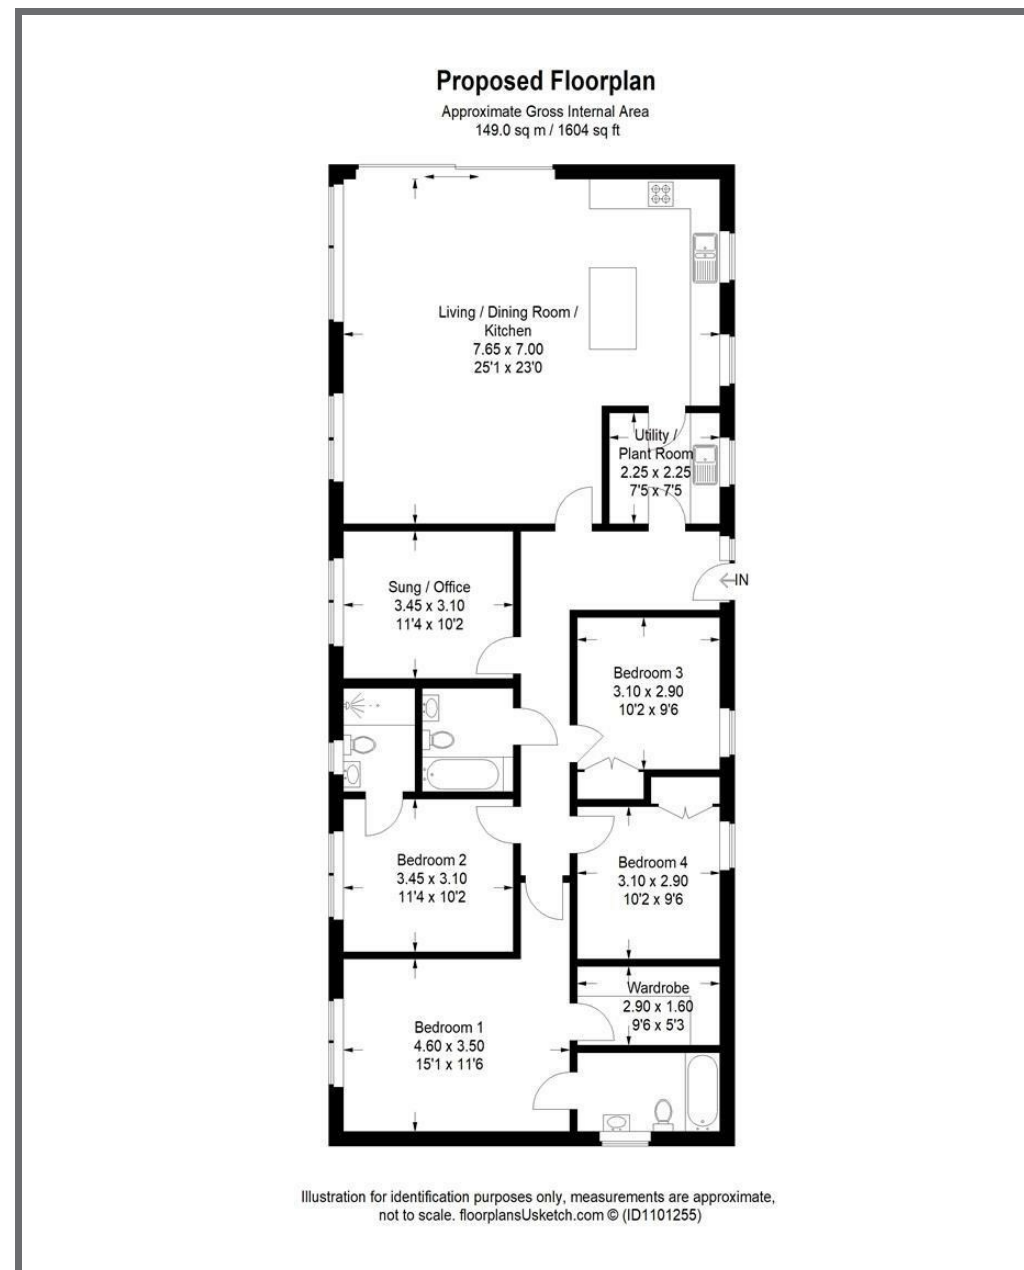 Proposed Floorplan
Approximate Gross Internal Area
149.0 sq m / 1604 sq ft
Living / Dining Room /
Kitchen
7.65 x 7.00
25'1 x 23'0
Utility /
Plant Room
2.25 x 2.25
7'5 x 7'5
IN
Sung / Office
3.45 x 3.10
11'4 x 10'2
Bedroom 3
3.10 x 2.90
10'2 x 9'6
Bedroom 2
3.45 x 3.10
11'4 x 10'2
Bedroom 4
3.10 x 2.90
10'2 x 9'6
Wardrobe
2.90 x 1.60
9'6 x 5'3
Bedroom 1
4.60 x 3.50
15'1 x 11'6
Illustration for identification purposes only, measurements are approximate,
not to scale. floorplansUsketch.com © (ID1101255)